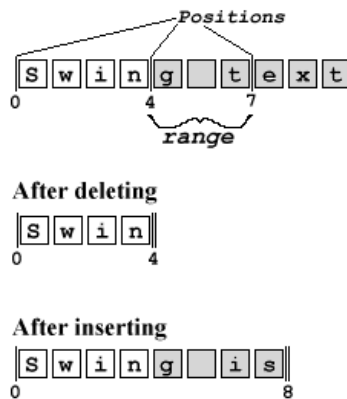 Positions
S w i n g t e x t
0 4 7
range
After deleting
S w i n
0 4
After inserting
S w i n g i s
0 8